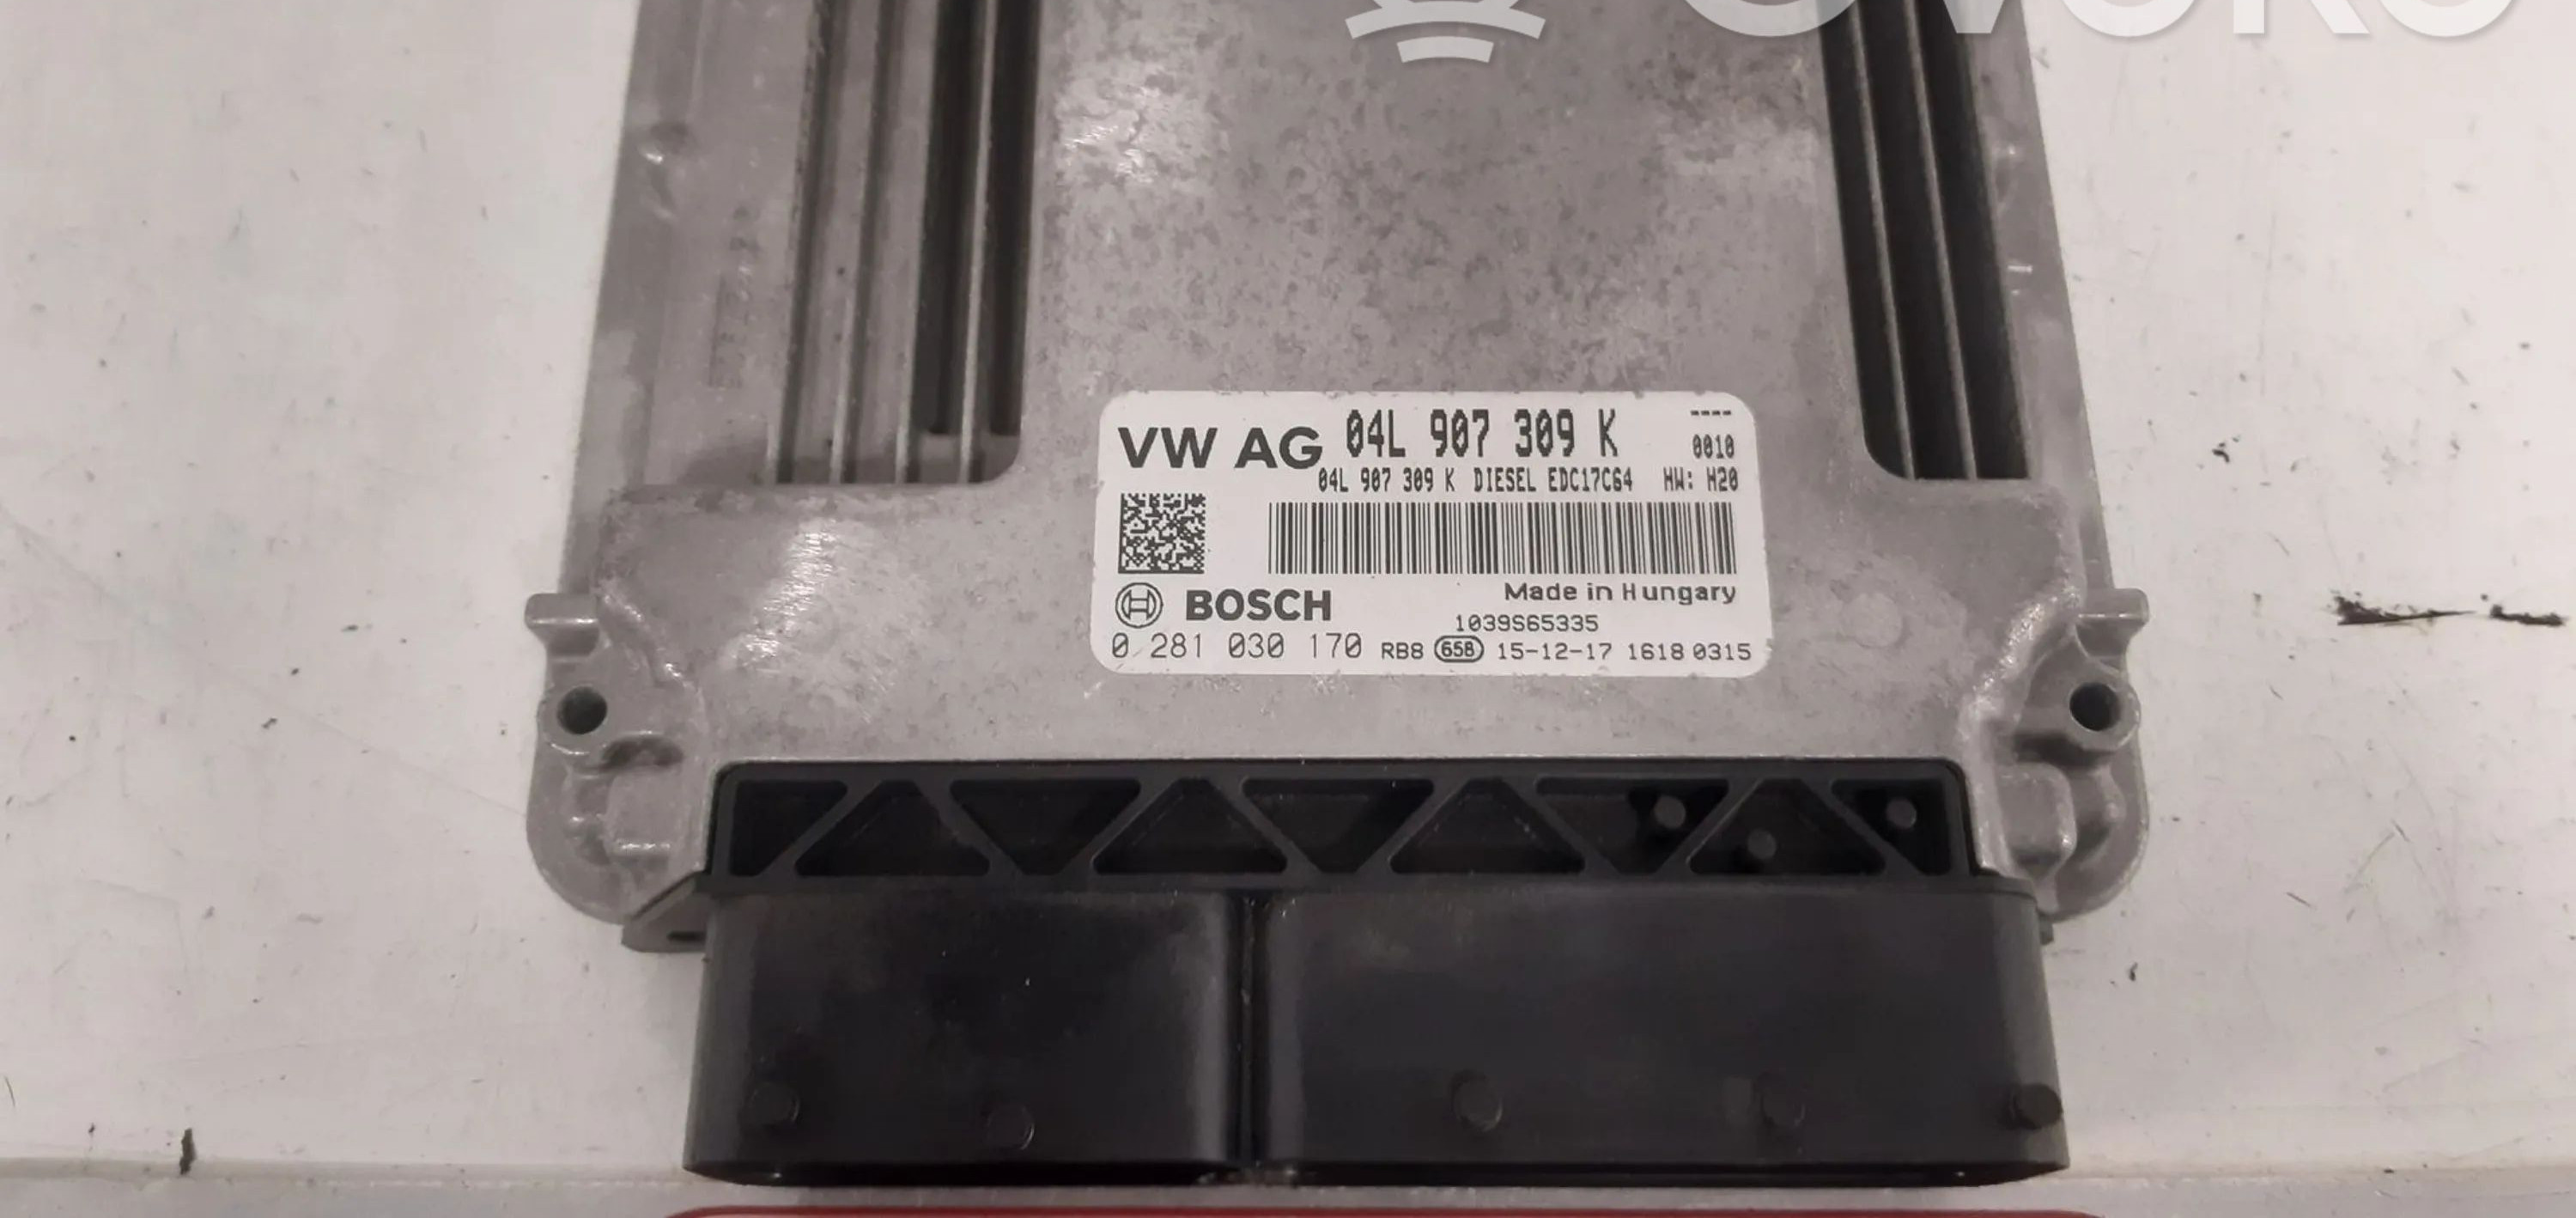 VW AG 04L 907 309 K ----
0010
04L 907 309 K DIESEL EDC17C64 HW: H20
Made in Hungary
BOSCH
1039S65335
0 281 030 170 RB8 658 15-12-17 1618 0315